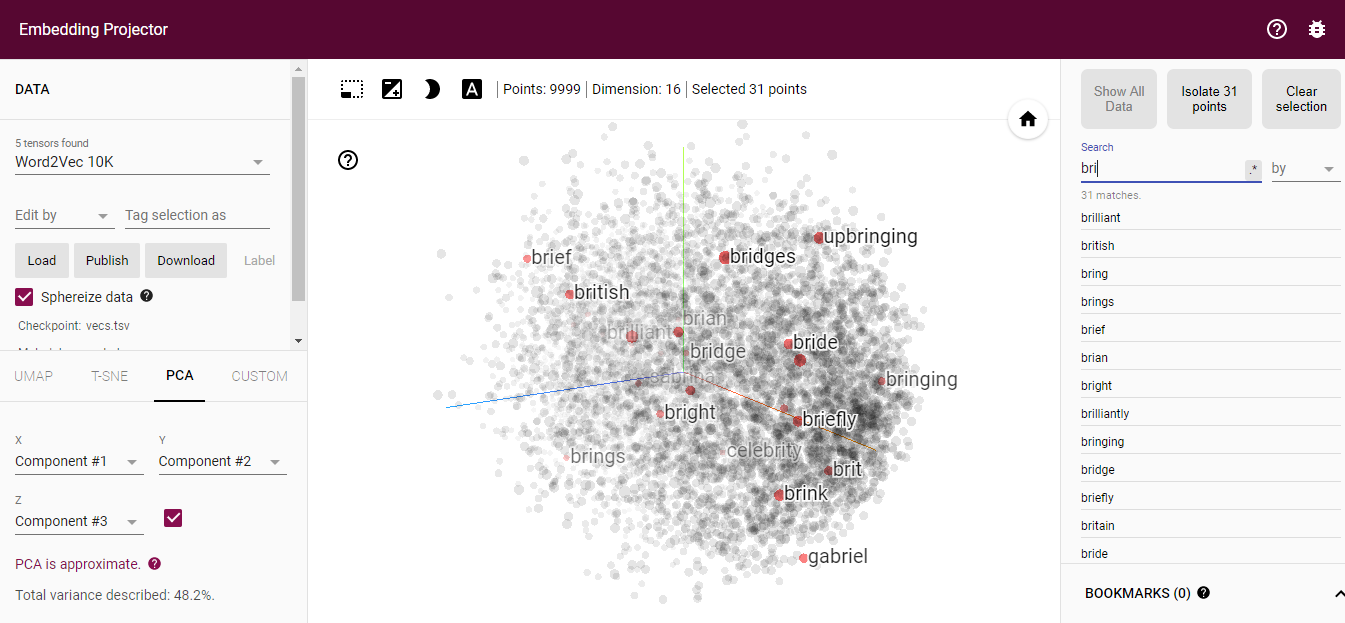 Embedding Projector
DATA
5 tensors found
Word2Vec 10K
Edit by
Tag selection as
Load
Publish
Download
Label
Sphereize data
Checkpoint: vecs.tsv
UMAP
T-SNE
PCA
CUSTOM
X
Y
Component #1
Component #2
Z
Component #3
PCA is approximate.
Total variance described: 48.2%.
A
Points: 9999 | Dimension: 16 | Selected 31 points
upbringing
brief
bridges
british
brian
brilliant
bride
bridge
sabrina
bringing
bright
briefly
celebrity
brings
brit
brink
gabriel
Show All Data
Isolate 31 points
Clear selection
Search
bri
.*
by
31 matches.
brilliant
british
bring
brings
brief
brian
bright
brilliantly
bringing
bridge
briefly
britain
bride
BOOKMARKS (0)